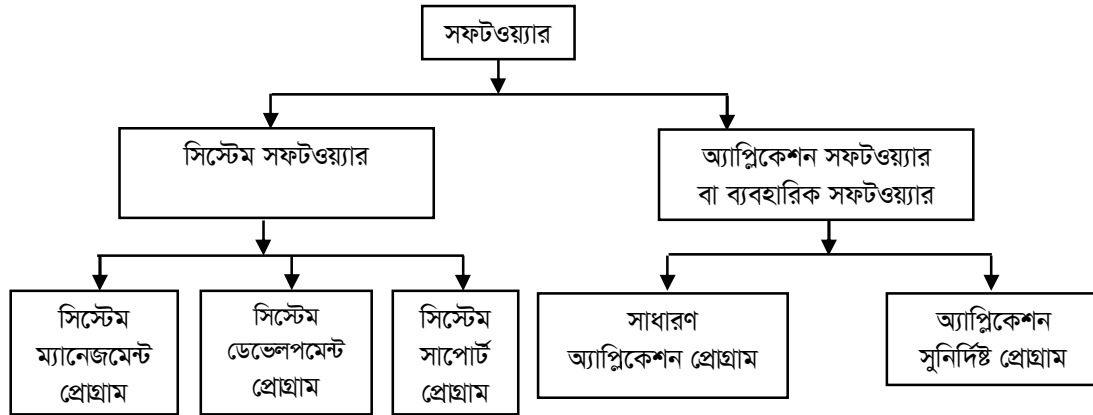 সফটওয়্যার
সিস্টেম সফটওয়্যার
অ্যাপ্লিকেশন সফটওয়্যার
বা ব্যবহারিক সফটওয়্যার
সিস্টেম
ম্যানেজমেন্ট
প্রোগ্রাম
সিস্টেম
ডেভেলপমেন্ট
প্রোগ্রাম
সিস্টেম
সাপোর্ট
প্রোগ্রাম
সাধারণ
অ্যাপ্লিকেশন প্রোগ্রাম
অ্যাপ্লিকেশন
সুনির্দিষ্ট প্রোগ্রাম